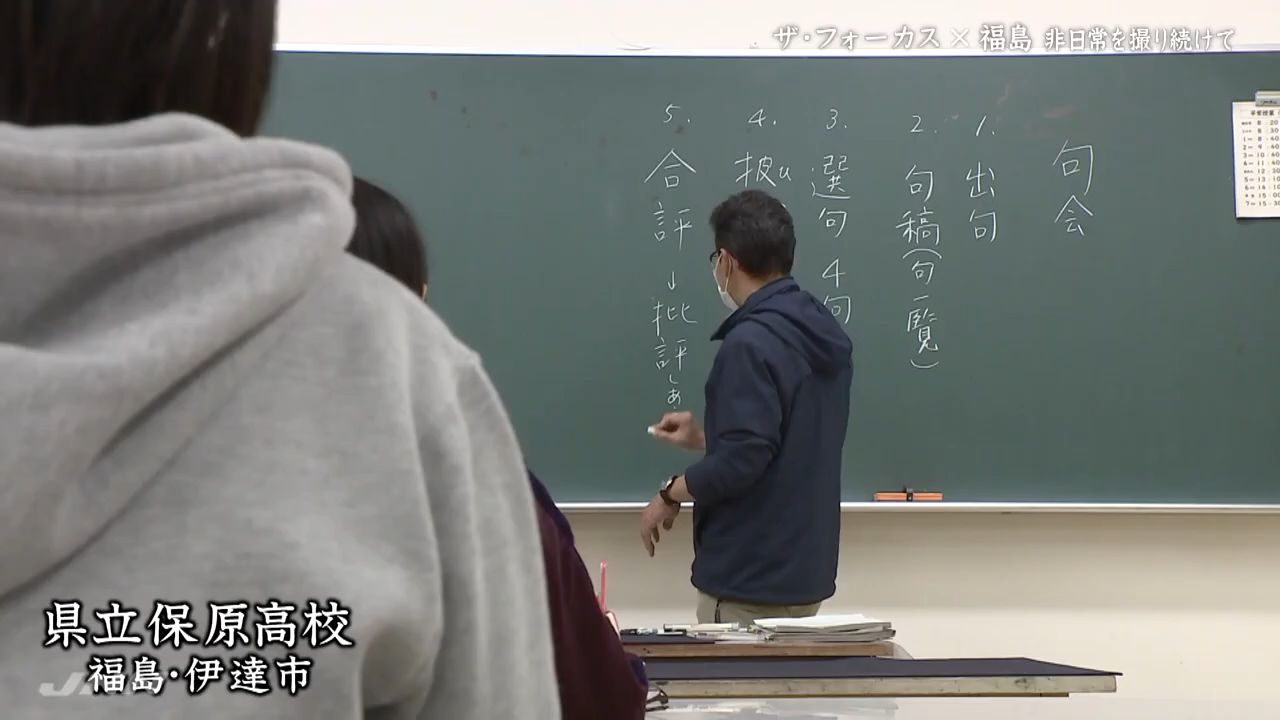 ザ・フォーカス×福島 非日常を撮り続けて
句会
1. 出句
2. 句稿(句一覧)
3. 選句 4句
4. 披
5. 合評→批評しあ
県立保原高校
福島・伊達市